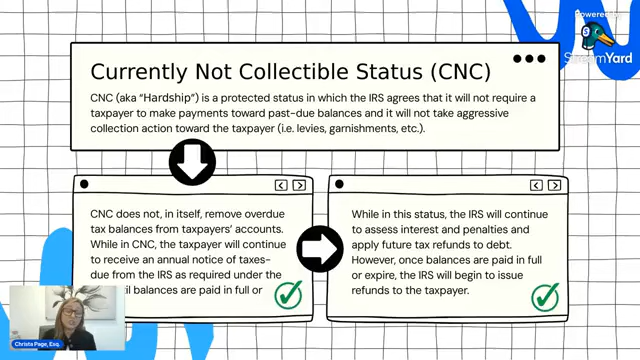 Powered by
StreamYard
Currently Not Collectible Status (CNC)
CNC (aka “Hardship”) is a protected status in which the IRS agrees that it will not require a
taxpayer to make payments toward past-due balances and it will not take aggressive
collection action toward the taxpayer (i.e. levies, garnishments, etc.).
CNC does not, in itself, remove overdue
tax balances from taxpayers’ accounts.
While in CNC, the taxpayer will continue
to receive an annual notice of taxes-
due from the IRS as required under the
balances are paid in full or
While in this status, the IRS will continue
to assess interest and penalties and
apply future tax refunds to debt.
However, once balances are paid in full
or expire, the IRS will begin to issue
refunds to the taxpayer.
Christa Page, Esq.